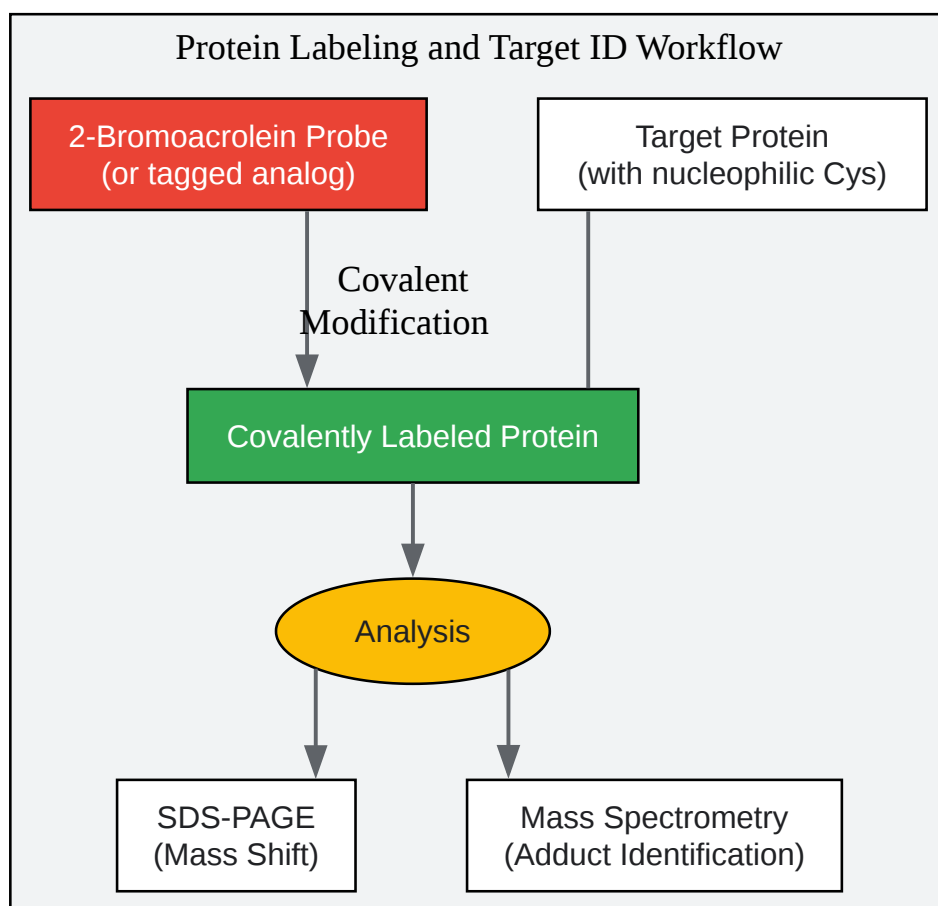 Protein Labeling and Target ID Workflow
2-Bromoacrolein Probe
(or tagged analog)
Target Protein
(with nucleophilic Cys)
Covalent
Modification
Covalently Labeled Protein
Analysis
SDS-PAGE
(Mass Shift)
Mass Spectrometry
(Adduct Identification)